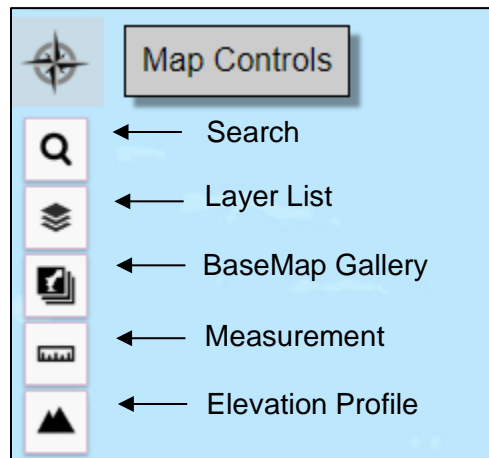 Map Controls
Search
Layer List
BaseMap Gallery
Measurement
Elevation Profile